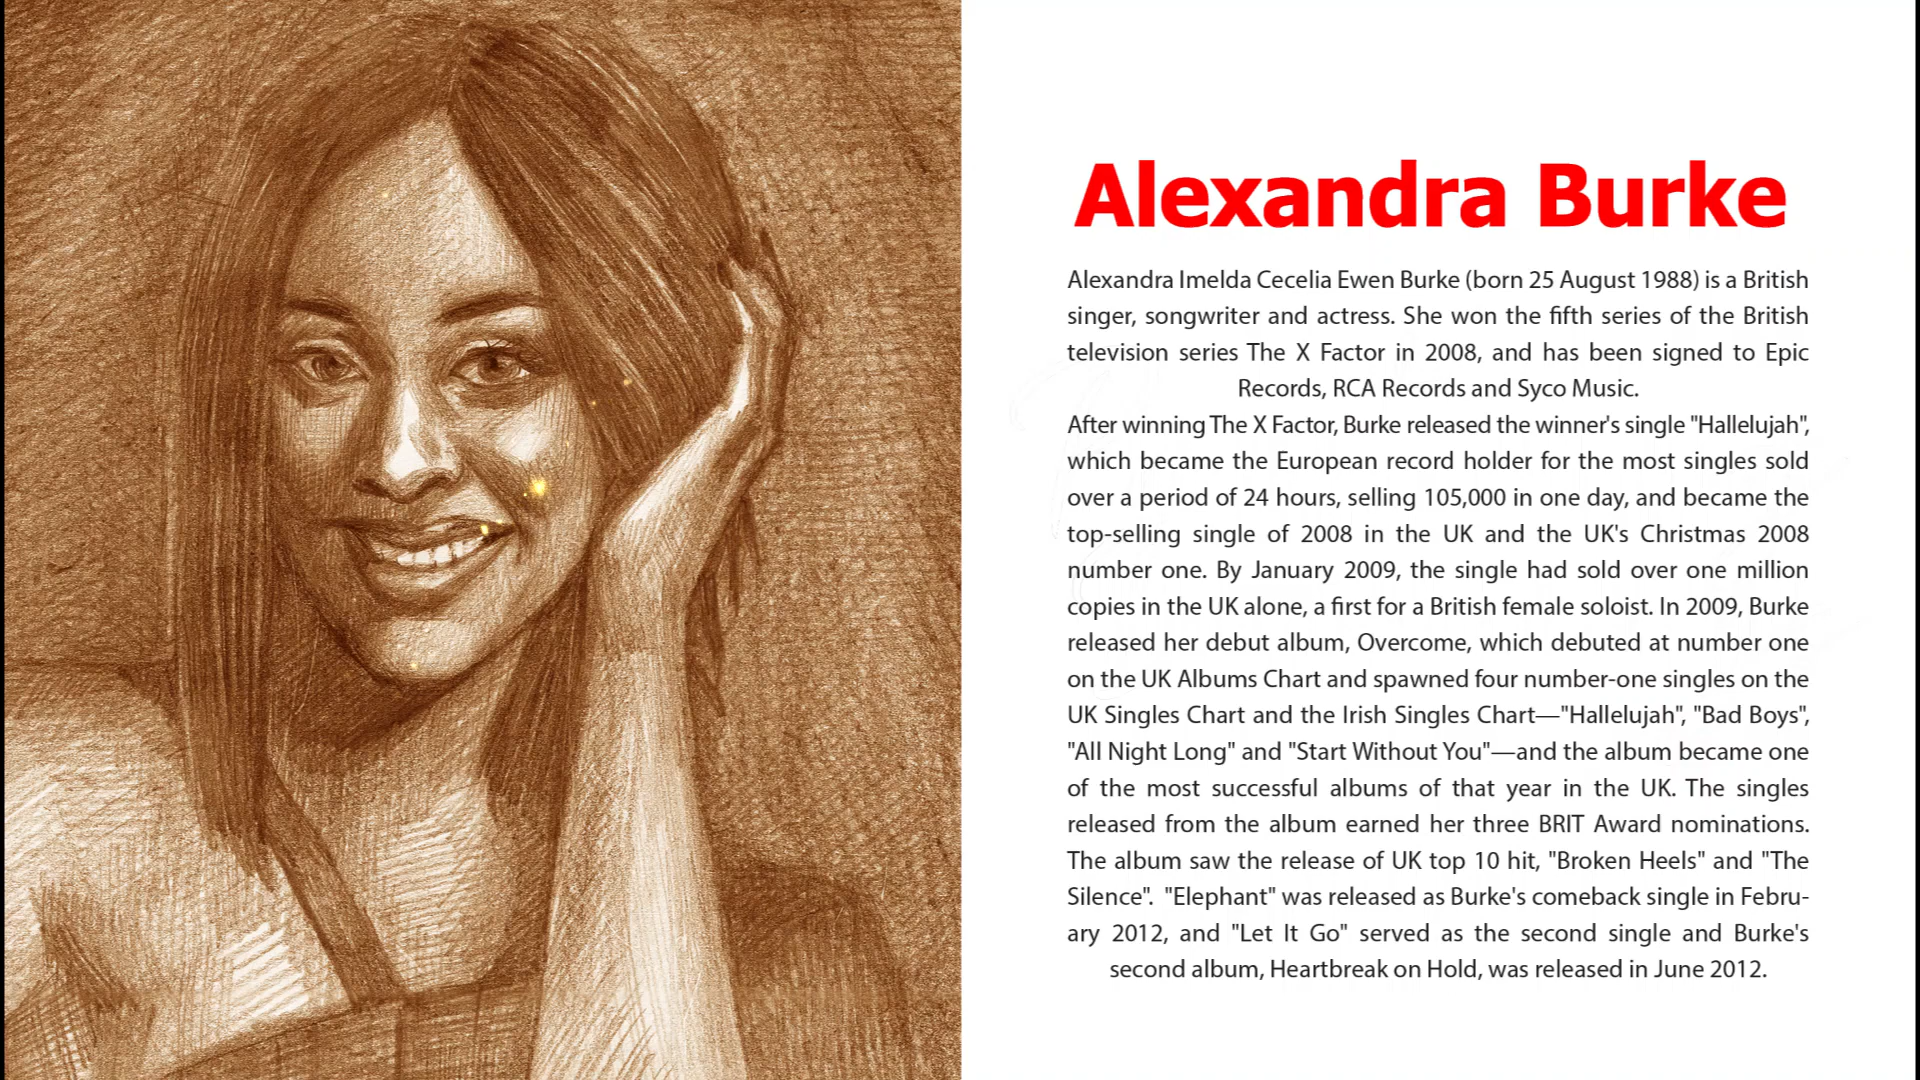 Alexandra Burke
Alexandra Imelda Cecelia Ewen Burke (born 25 August 1988) is a British
singer, songwriter and actress. She won the fifth series of the British
television series The X Factor in 2008, and has been signed to Epic
Records, RCA Records and Syco Music.
After winning The X Factor, Burke released the winner's single "Hallelujah",
which became the European record holder for the most singles sold
over a period of 24 hours, selling 105,000 in one day, and became the
top-selling single of 2008 in the UK and the UK's Christmas 2008
number one. By January 2009, the single had sold over one million
copies in the UK alone, a first for a British female soloist. In 2009, Burke
released her debut album, Overcome, which debuted at number one
on the UK Albums Chart and spawned four number-one singles on the
UK Singles Chart and the Irish Singles Chart—"Hallelujah", "Bad Boys",
"All Night Long" and "Start Without You"—and the album became one
of the most successful albums of that year in the UK. The singles
released from the album earned her three BRIT Award nominations.
The album saw the release of UK top 10 hit, "Broken Heels" and "The
Silence".  "Elephant" was released as Burke's comeback single in Febru-
ary 2012, and "Let It Go" served as the second single and Burke's
second album, Heartbreak on Hold, was released in June 2012.